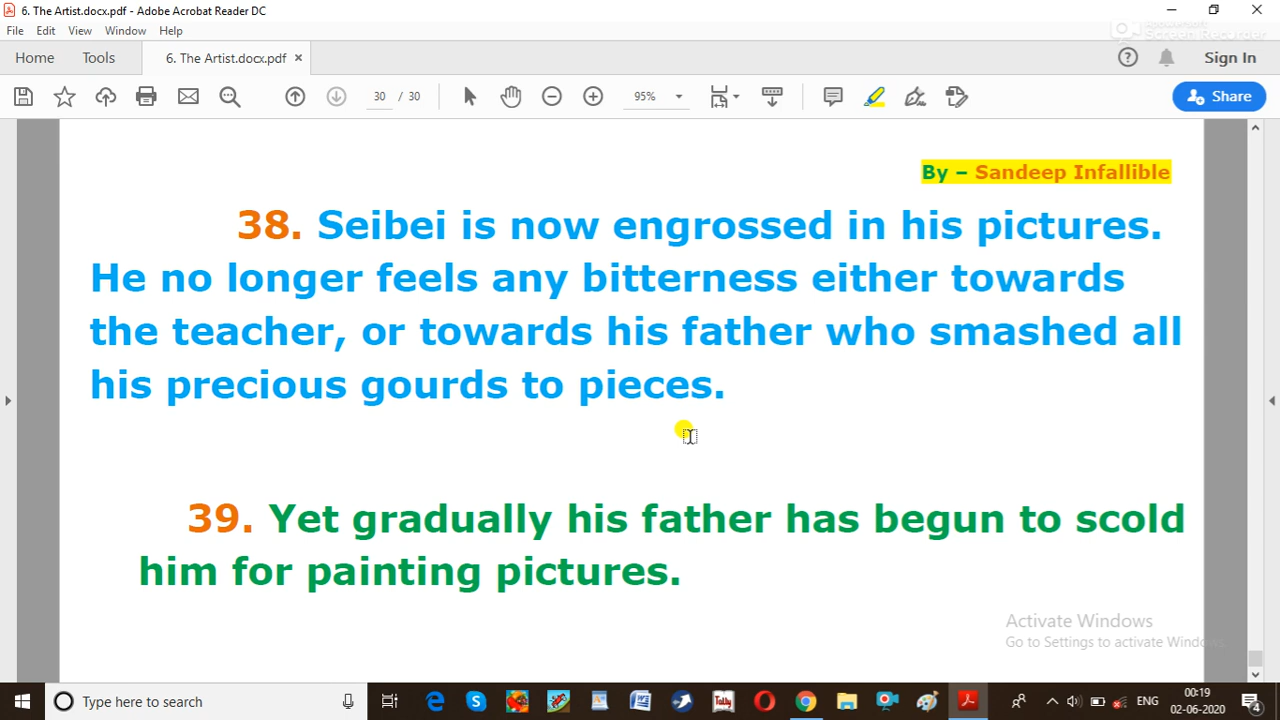 6. The Artist.docx.pdf - Adobe Acrobat Reader DC
File Edit View Window Help
Screen Recorder
Home Tools 6. The Artist.docx.pdf × Sign In
30 / 30 95% Share
By – Sandeep Infallible
38. Seibei is now engrossed in his pictures.
He no longer feels any bitterness either towards
the teacher, or towards his father who smashed all
his precious gourds to pieces.
39. Yet gradually his father has begun to scold
him for painting pictures.
Activate Windows
Go to Settings to activate Windows.
Type here to search
ENG
00:19
02-06-2020
4